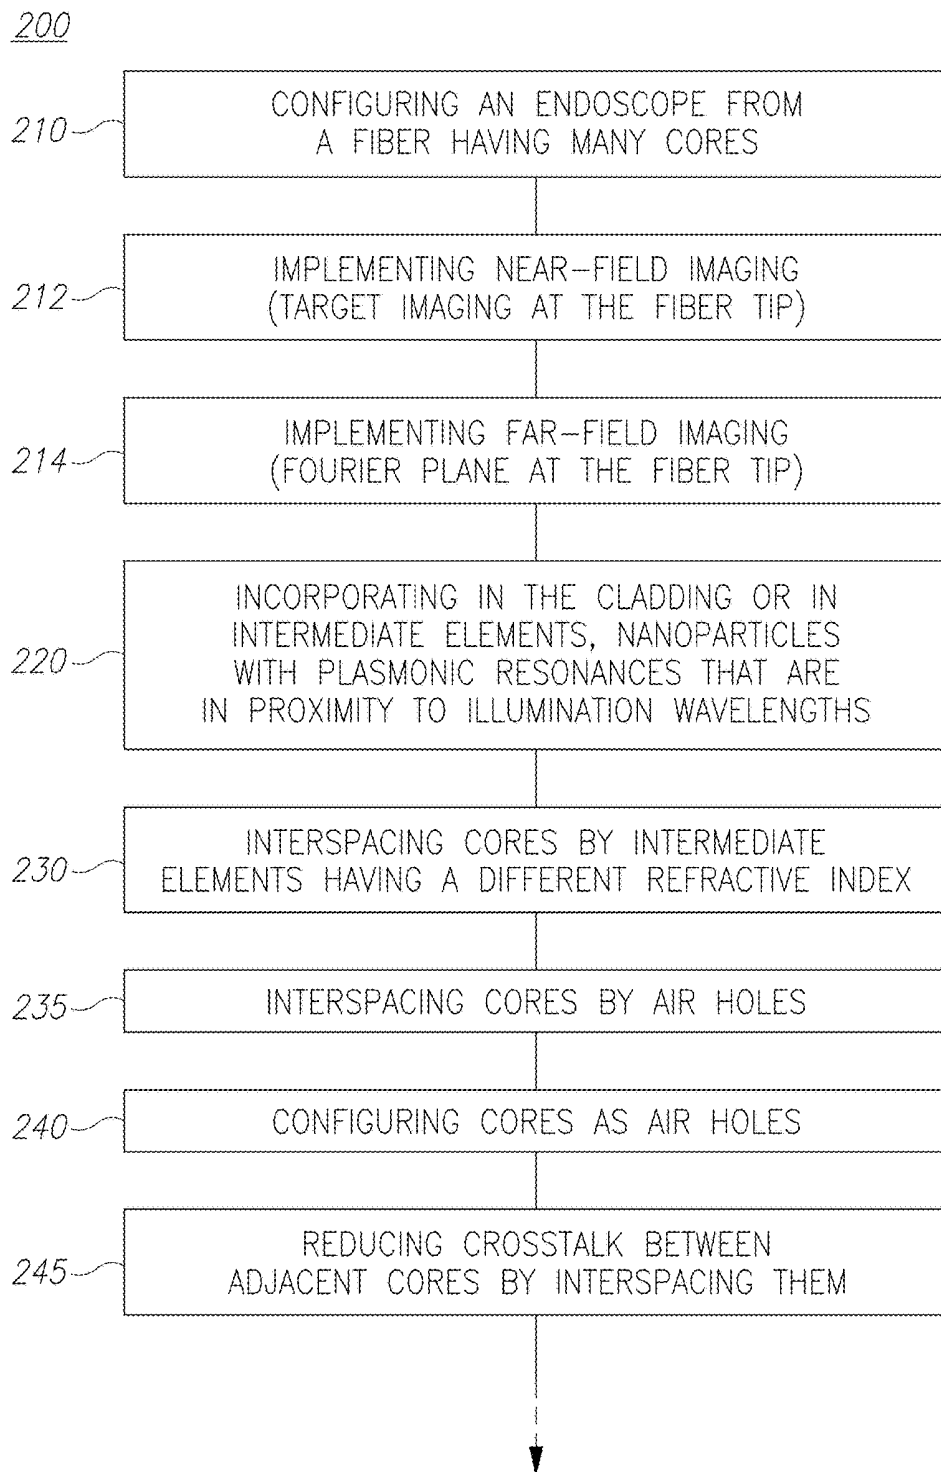 200
210
CONFIGURING AN ENDOSCOPE FROM
A FIBER HAVING MANY CORES
212
IMPLEMENTING NEAR-FIELD IMAGING
(TARGET IMAGING AT THE FIBER TIP)
214
IMPLEMENTING FAR-FIELD IMAGING
(FOURIER PLANE AT THE FIBER TIP)
220
INCORPORATING IN THE CLADDING OR IN
INTERMEDIATE ELEMENTS, NANOPARTICLES
WITH PLASMONIC RESONANCES THAT ARE
IN PROXIMITY TO ILLUMINATION WAVELENGTHS
230
INTERSPACING CORES BY INTERMEDIATE
ELEMENTS HAVING A DIFFERENT REFRACTIVE INDEX
235
INTERSPACING CORES BY AIR HOLES
240
CONFIGURING CORES AS AIR HOLES
245
REDUCING CROSSTALK BETWEEN
ADJACENT CORES BY INTERSPACING THEM